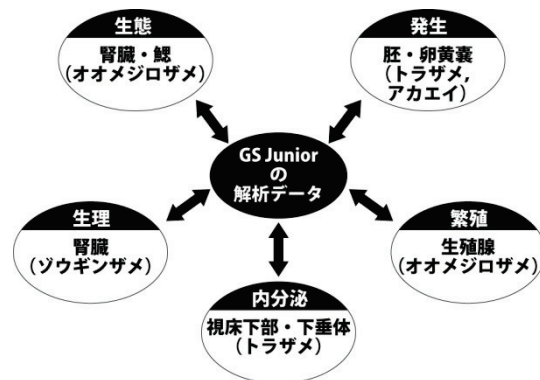 生態
腎臓・鰓
(オオメジロザメ)
発生
胚・卵黄嚢
(トラザメ,
アカエイ)
GS Junior
の
解析データ
生理
腎臓
(ゾウギンザメ)
繁殖
生殖腺
(オオメジロザメ)
内分泌
視床下部・下垂体
(トラザメ)